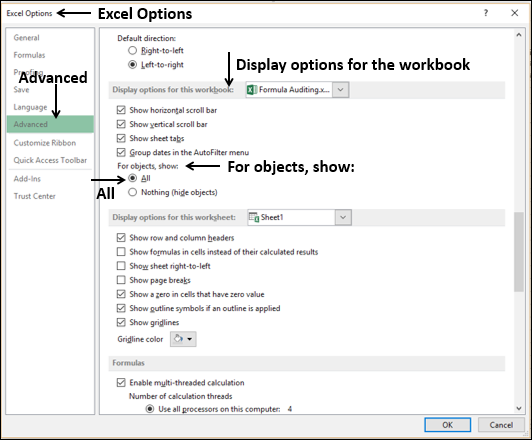 Excel Options
Excel Options
? ×
General
Formulas
Proofing
Advanced
Save
Language
Advanced
Customize Ribbon
Quick Access Toolbar
Add-Ins
Trust Center
Default direction:
Right-to-left
Left-to-right
Display options for the workbook
Display options for this workbook: Formula Auditing.x...
Show horizontal scroll bar
Show vertical scroll bar
Show sheet tabs
Group dates in the AutoFilter menu
For objects, show:
For objects, show:
All
All
Nothing (hide objects)
Display options for this worksheet: Sheet1
Show row and column headers
Show formulas in cells instead of their calculated results
Show sheet right-to-left
Show page breaks
Show a zero in cells that have zero value
Show outline symbols if an outline is applied
Show gridlines
Gridline color
Formulas
Enable multi-threaded calculation
Number of calculation threads
Use all processors on this computer: 4
OK
Cancel